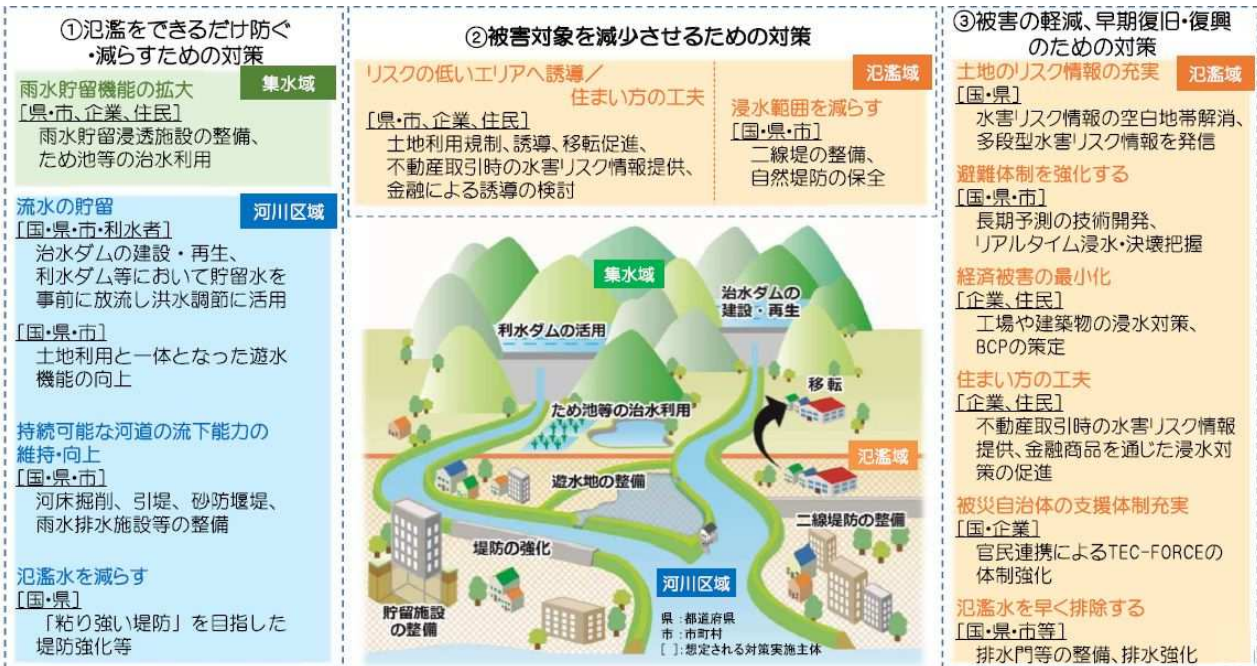 ①氾濫をできるだけ防ぐ
・減らすための対策
集水域
雨水貯留機能の拡大
[県・市、企業、住民]
雨水貯留浸透施設の整備、
ため池等の治水利用
河川区域
流水の貯留
[国・県・市・利水者]
治水ダムの建設・再生、
利水ダム等において貯留水を
事前に放流し洪水調節に活用
[国・県・市]
土地利用と一体となった遊水
機能の向上
持続可能な河道の流下能力の
維持・向上
[国・県・市]
河床掘削、引堤、砂防堰堤、
雨水排水施設等の整備
氾濫水を減らす
[国・県]
「粘り強い堤防」を目指した
堤防強化等
②被害対象を減少させるための対策
リスクの低いエリアへ誘導/
住まい方の工夫
[県・市、企業、住民]
土地利用規制、誘導、移転促進、
不動産取引時の水害リスク情報提供、
金融による誘導の検討
氾濫域
浸水範囲を減らす
[国・県・市]
二線堤の整備、
自然堤防の保全
集水域
治水ダムの
建設・再生
利水ダムの活用
移転
ため池等の治水利用
氾濫域
遊水地の整備
二線堤防の整備
堤防の強化
河川区域
貯留施設
の整備
県:都道府県
市:市町村
[ ]:想定される対策実施主体
③被害の軽減、早期復旧・復興
のための対策
土地のリスク情報の充実
氾濫域
[国・県]
水害リスク情報の空白地帯解消、
多段型水害リスク情報を発信
避難体制を強化する
[国・県・市]
長期予測の技術開発、
リアルタイム浸水・決壊把握
経済被害の最小化
[企業、住民]
工場や建築物の浸水対策、
BCPの策定
住まい方の工夫
[企業、住民]
不動産取引時の水害リスク情報
提供、金融商品を通じた浸水対
策の促進
被災自治体の支援体制充実
[国・企業]
官民連携によるTEC-FORCEの
体制強化
氾濫水を早く排除する
[国・県・市等]
排水門等の整備、排水強化